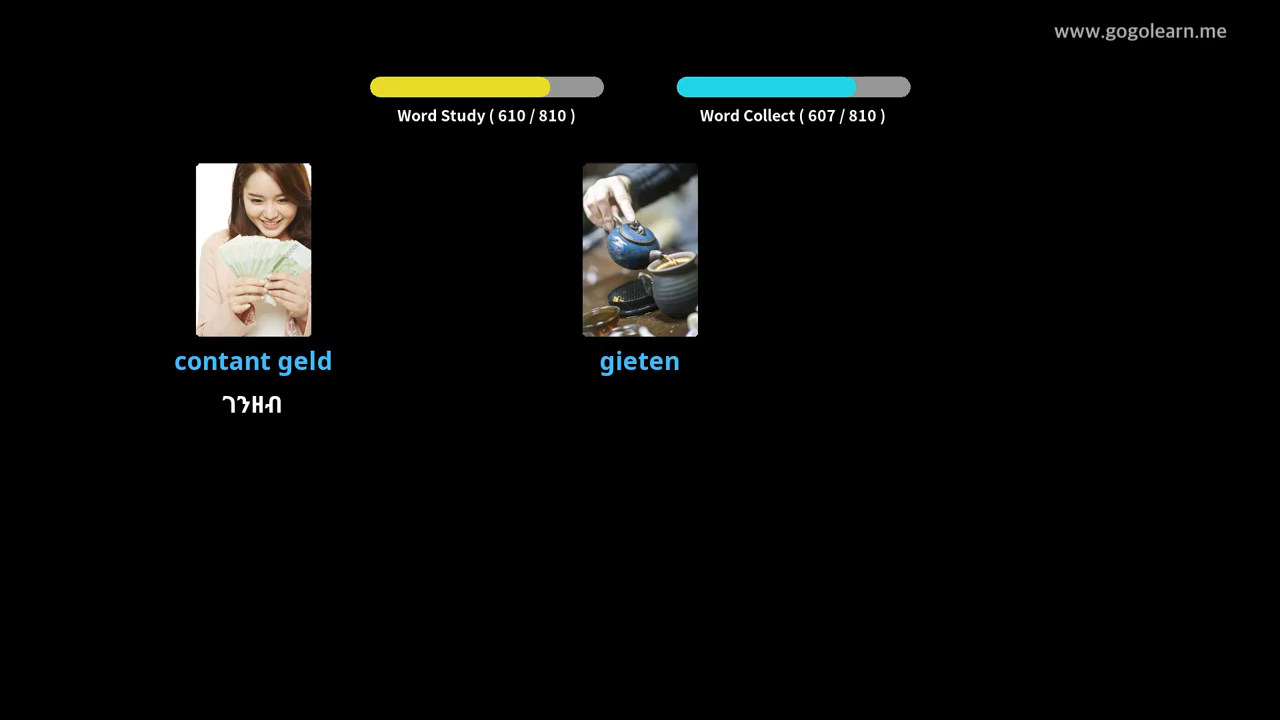 www.gogolearn.me
Word Study ( 610 / 810 )
Word Collect ( 607 / 810 )
contant geld
gieten
ገንዘብ